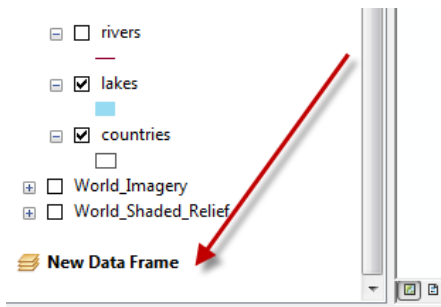 rivers
lakes
countries
World_Imagery
World_Shaded_Relief
New Data Frame